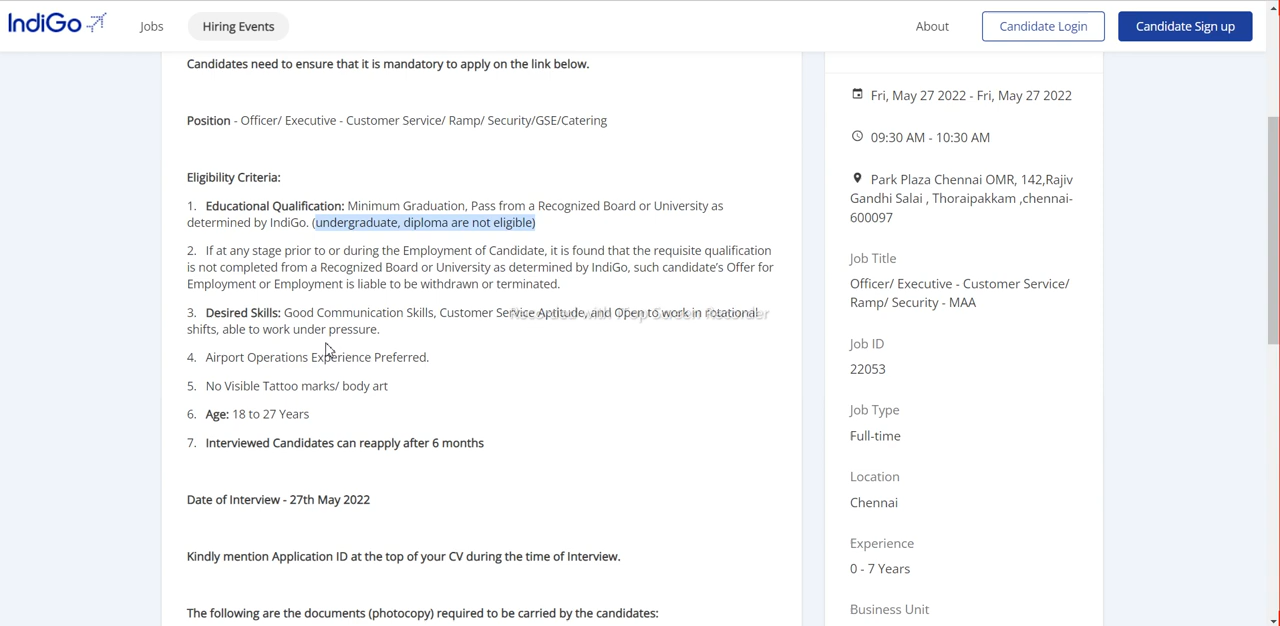 IndiGo
Jobs
Hiring Events
About
Candidate Login
Candidate Sign up
Candidates need to ensure that it is mandatory to apply on the link below.
Position - Officer/ Executive - Customer Service/ Ramp/ Security/GSE/Catering
Eligibility Criteria:
1. Educational Qualification: Minimum Graduation, Pass from a Recognized Board or University as
determined by IndiGo. (undergraduate, diploma are not eligible)
2. If at any stage prior to or during the Employment of Candidate, it is found that the requisite qualification
is not completed from a Recognized Board or University as determined by IndiGo, such candidate's Offer for
Employment or Employment is liable to be withdrawn or terminated.
3. Desired Skills: Good Communication Skills, Customer Service Aptitude, and Open to work in rotational
shifts, able to work under pressure.
Recorded with iTop Screen Recorder
4. Airport Operations Experience Preferred.
5. No Visible Tattoo marks/ body art
6. Age: 18 to 27 Years
7. Interviewed Candidates can reapply after 6 months
Date of Interview - 27th May 2022
Kindly mention Application ID at the top of your CV during the time of Interview.
The following are the documents (photocopy) required to be carried by the candidates:
Fri, May 27 2022 - Fri, May 27 2022
09:30 AM - 10:30 AM
Park Plaza Chennai OMR, 142,Rajiv
Gandhi Salai , Thoraipakkam ,chennai-
600097
Job Title
Officer/ Executive - Customer Service/
Ramp/ Security - MAA
Job ID
22053
Job Type
Full-time
Location
Chennai
Experience
0 - 7 Years
Business Unit